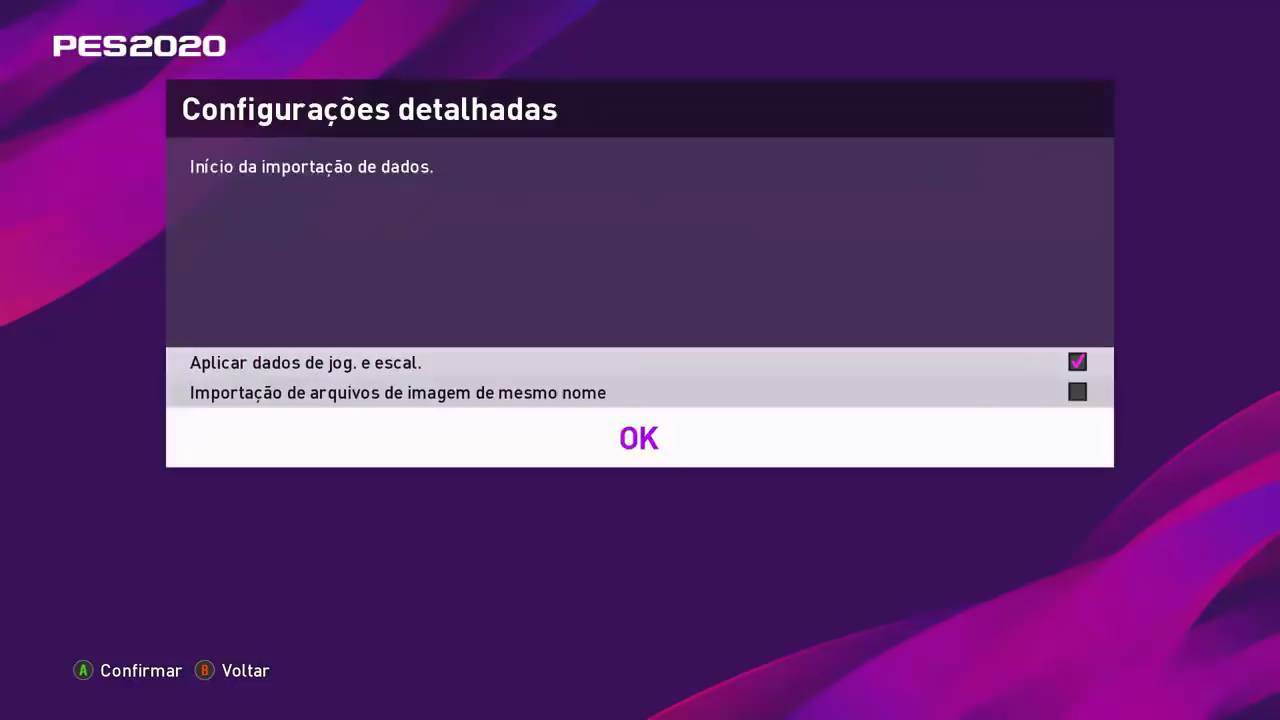 PES2020
Configurações detalhadas
Início da importação de dados.
Aplicar dados de jog. e escal.
Importação de arquivos de imagem de mesmo nome
OK
A Confirmar B Voltar